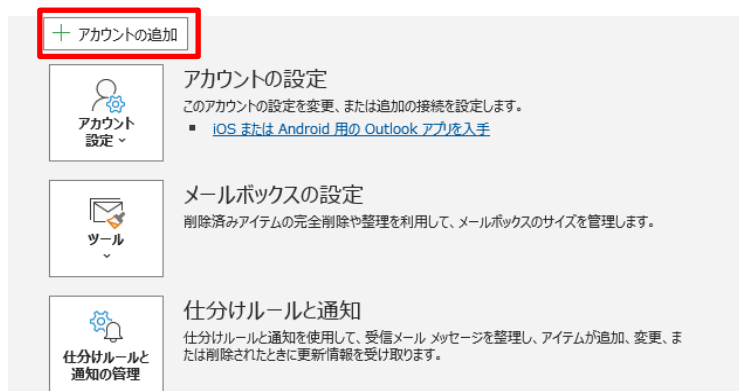 アカウントの追加
アカウントの設定
このアカウントの設定を変更、または追加の接続を設定します。
iOS または Android 用の Outlook アプリを入手
アカウント
設定
メールボックスの設定
削除済みアイテムの完全削除や整理を利用して、メールボックスのサイズを管理します。
ツール
仕分けルールと通知
仕分けルールと通知を使用して、受信メール メッセージを整理し、アイテムが追加、変更、ま
たは削除されたときに更新情報を受け取ります。
仕分けルールと
通知の管理